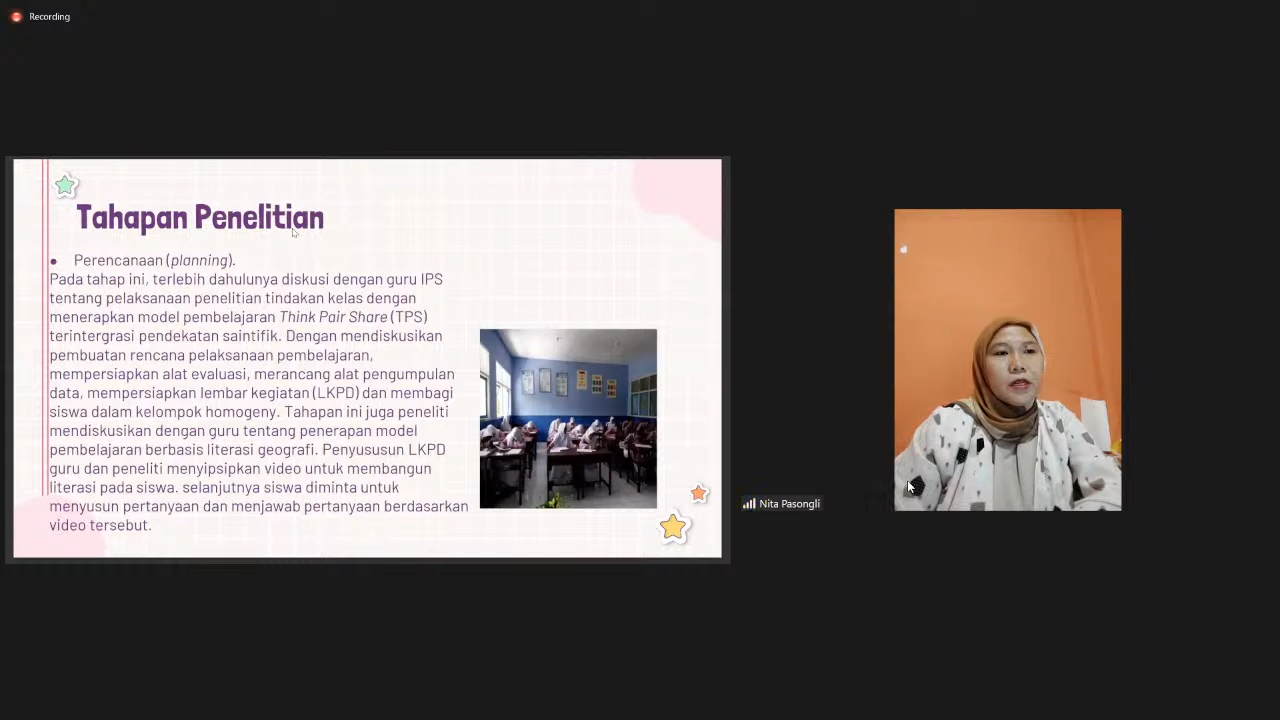 Recording
Tahapan Penelitian
● Perencanaan (planning).
Pada tahap ini, terlebih dahulunya diskusi dengan guru IPS
tentang pelaksanaan penelitian tindakan kelas dengan
menerapkan model pembelajaran Think Pair Share (TPS)
terintergrasi pendekatan saintifik. Dengan mendiskusikan
pembuatan rencana pelaksanaan pembelajaran,
mempersiapkan alat evaluasi, merancang alat pengumpulan
data, mempersiapkan lembar kegiatan (LKPD) dan membagi
siswa dalam kelompok homogeny. Tahapan ini juga peneliti
mendiskusikan dengan guru tentang penerapan model
pembelajaran berbasis literasi geografi. Penyususun LKPD
guru dan peneliti menyipsipkan video untuk membangun
literasi pada siswa. selanjutnya siswa diminta untuk
menyusun pertanyaan dan menjawab pertanyaan berdasarkan
video tersebut.
Nita Pasongli